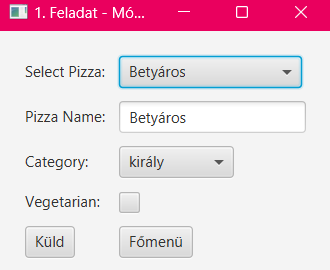 1. Feladat - Mó...
Select Pizza: Betyáros
Pizza Name: Betyáros
Category: király
Vegetarian:
Küld Főmenü